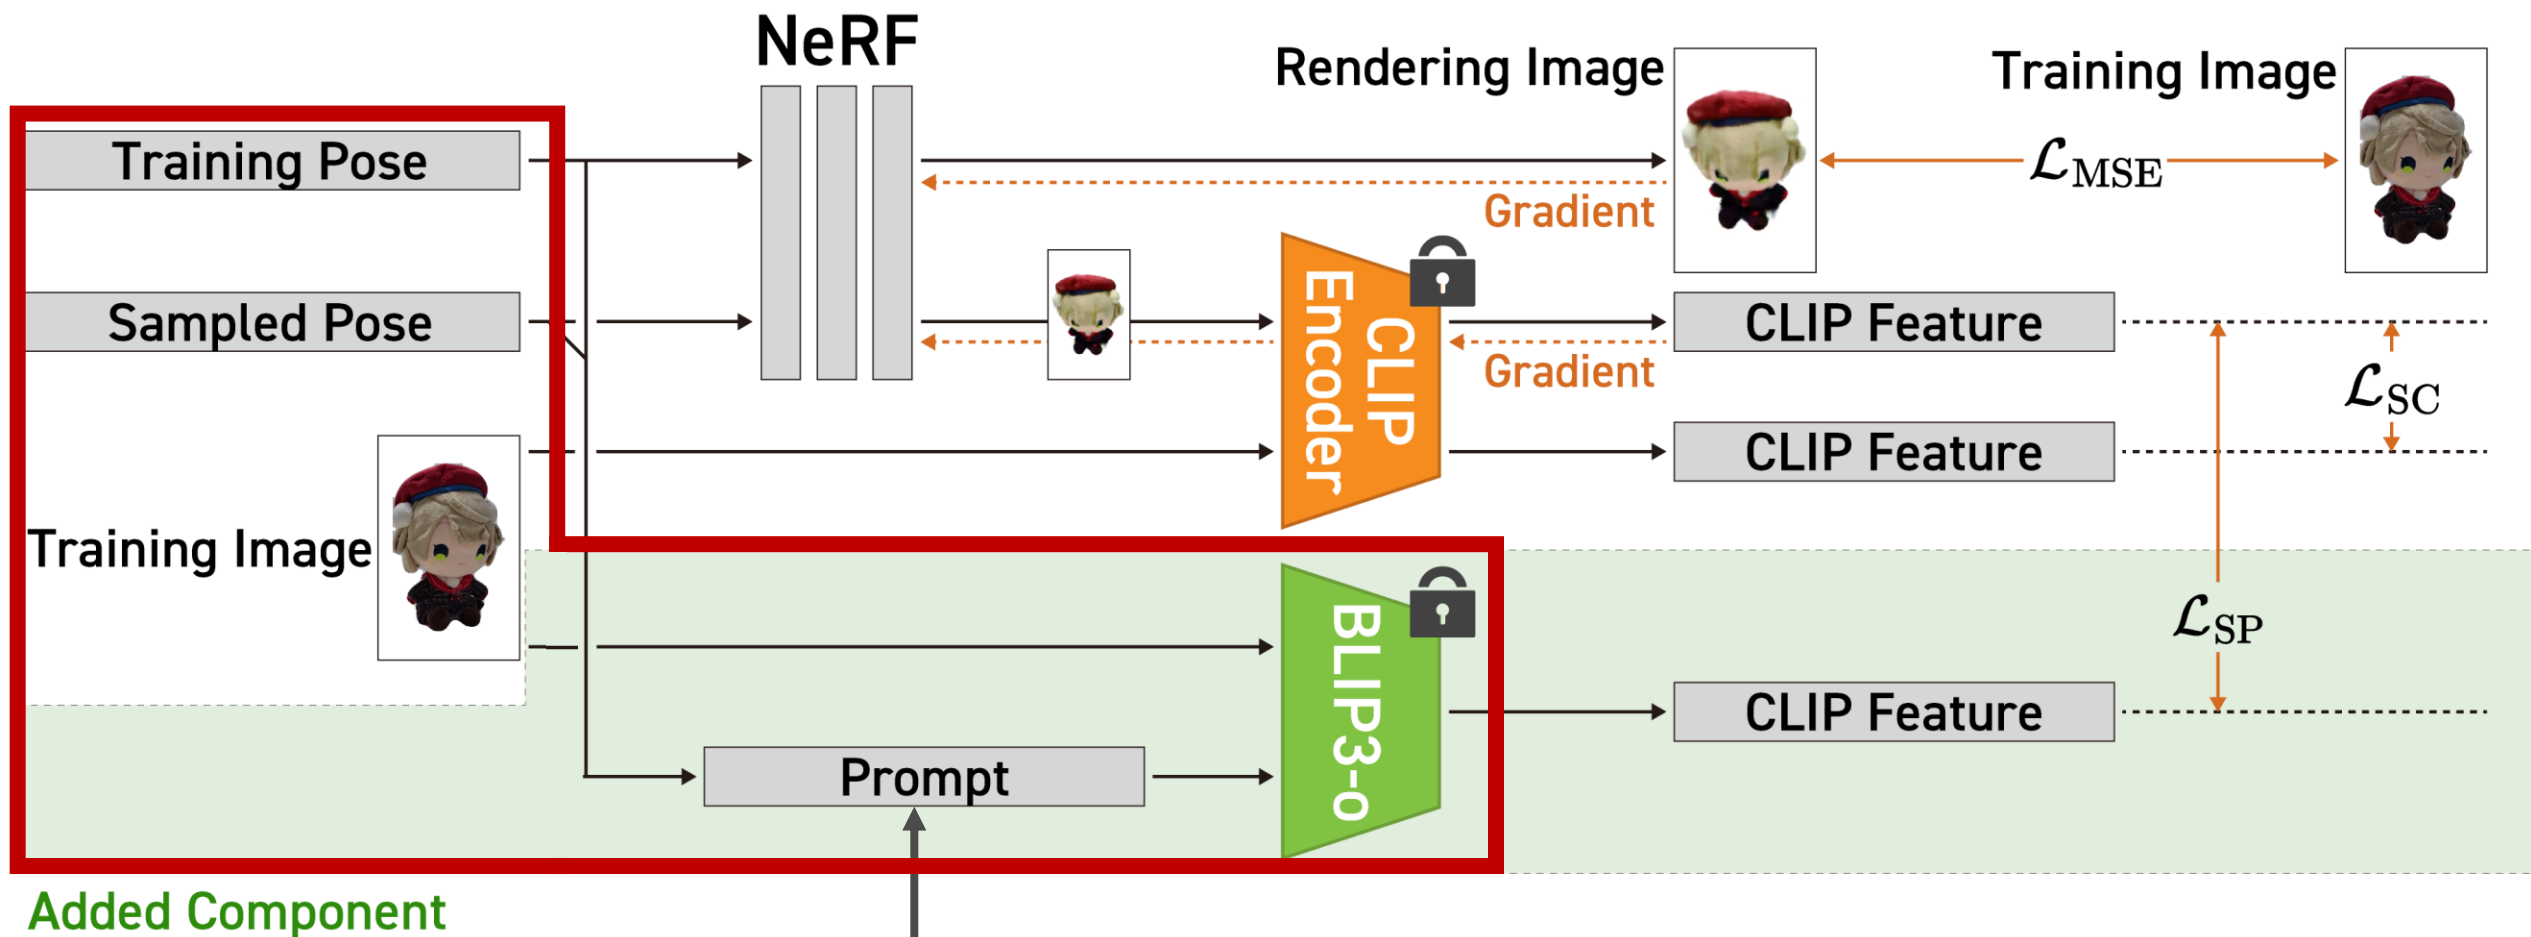 NeRF
Rendering Image
Training Image
Training Pose
ℒMSE
Gradient
Sampled Pose
CLIP Encoder
CLIP Feature
Gradient
ℒSC
CLIP Feature
Training Image
BLIP3-o
ℒSP
CLIP Feature
Prompt
Added Component